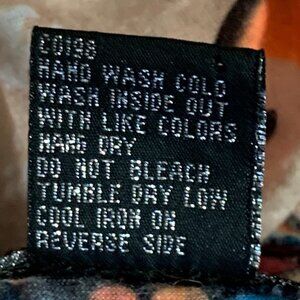 HAND WASH COLD
WASH INSIDE OUT
WITH LIKE COLORS
HANG DRY
DO NOT BLEACH
TUMBLE DRY LOW
COOL IRON ON
REVERSE SIDE